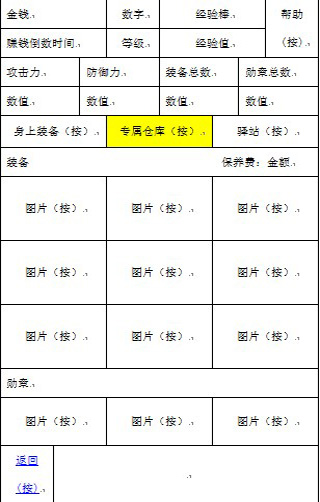 金钱 数字 经验棒 帮助
(按)
赚钱倒数时间 等级 经验值
攻击力 防御力 装备总数 勋章总数
数值 数值 数值 数值
身上装备（按） 专属仓库（按） 驿站（按）
装备 保养费：金额
图片（按） 图片（按） 图片（按）
图片（按） 图片（按） 图片（按）
图片（按） 图片（按） 图片（按）
勋章
图片（按） 图片（按） 图片（按）
返回
(按)